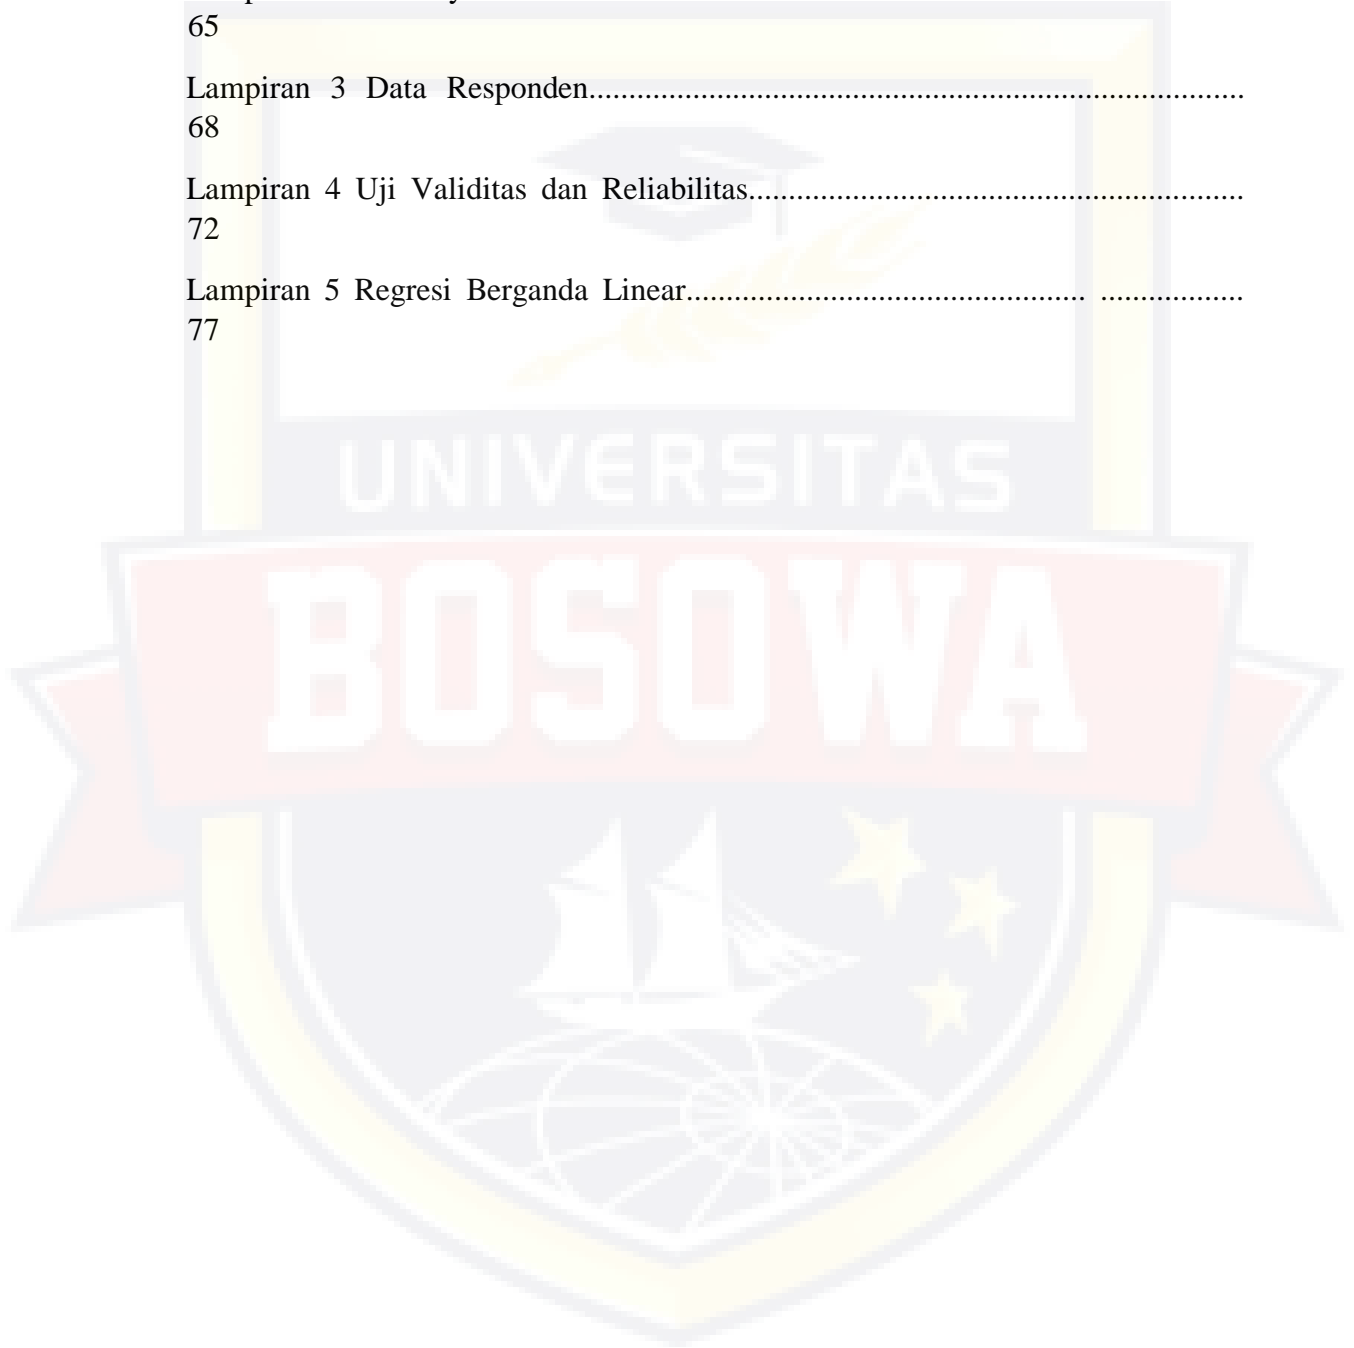 65
Lampiran 3 Data Responden.................................................................................
68
Lampiran 4 Uji Validitas dan Reliabilitas.............................................................
72
Lampiran 5 Regresi Berganda Linear.................................................. ..................
77
UNIVERSITAS
BOSOWA